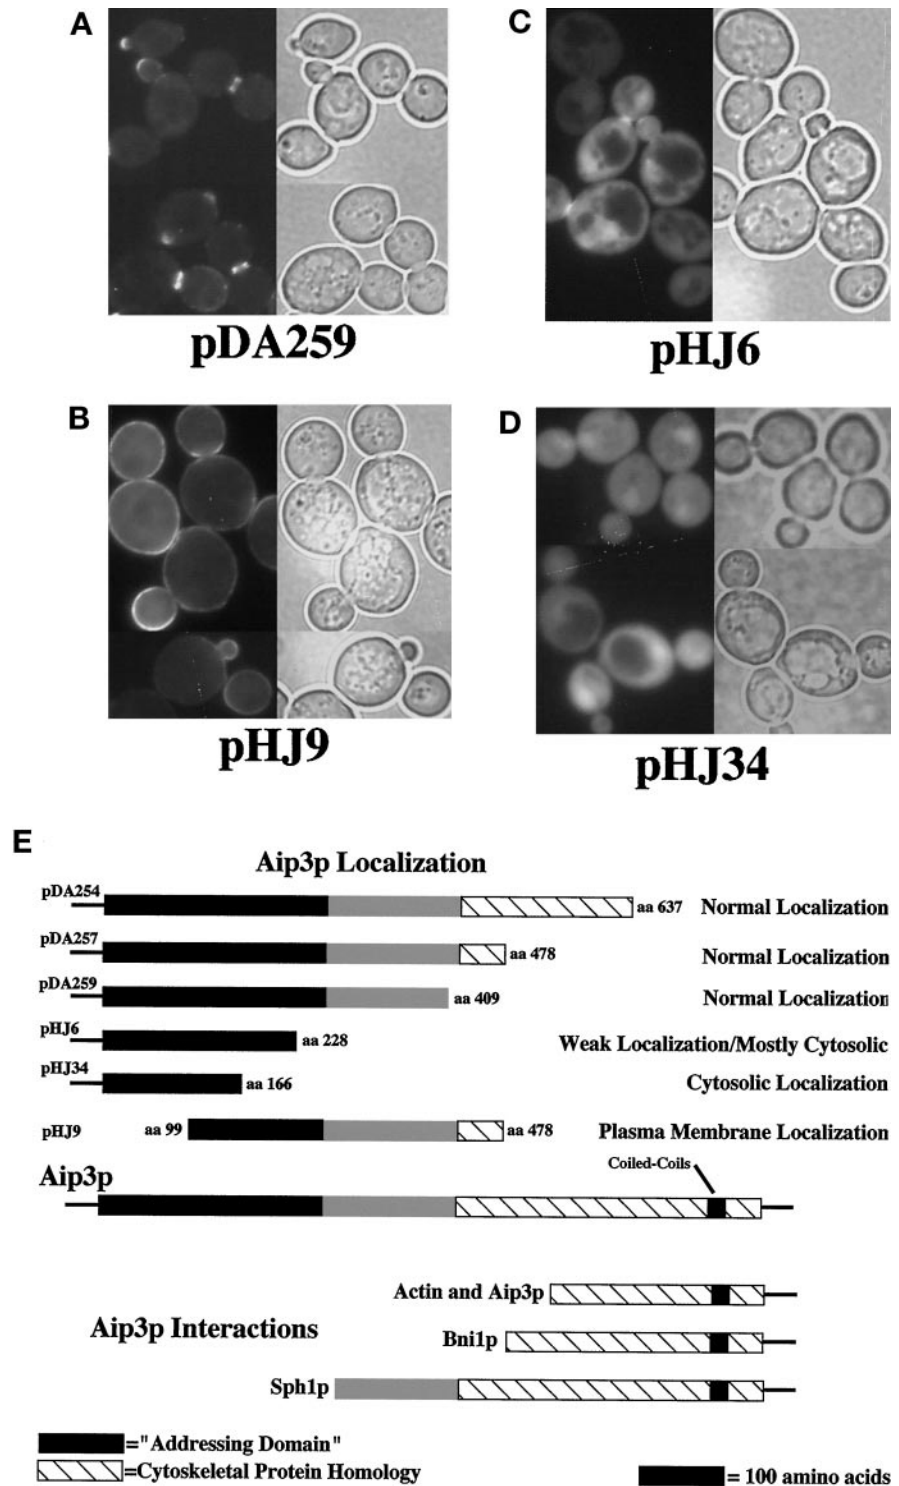 A
C
pDA259
pHJ6
B
D
pHJ9
pHJ34
E
Aip3p Localization
pDA254
aa 637
Normal Localization
pDA257
aa 478
Normal Localization
pDA259
aa 409
Normal Localization
pHJ6
aa 228
Weak Localization/Mostly Cytosolic
pHJ34
aa 166
Cytosolic Localization
pHJ9
aa 99
aa 478
Plasma Membrane Localization
Coiled-Coils
Aip3p
Actin and Aip3p
Aip3p Interactions
Bni1p
Sph1p
="Addressing Domain"
=Cytoskeletal Protein Homology
= 100 amino acids